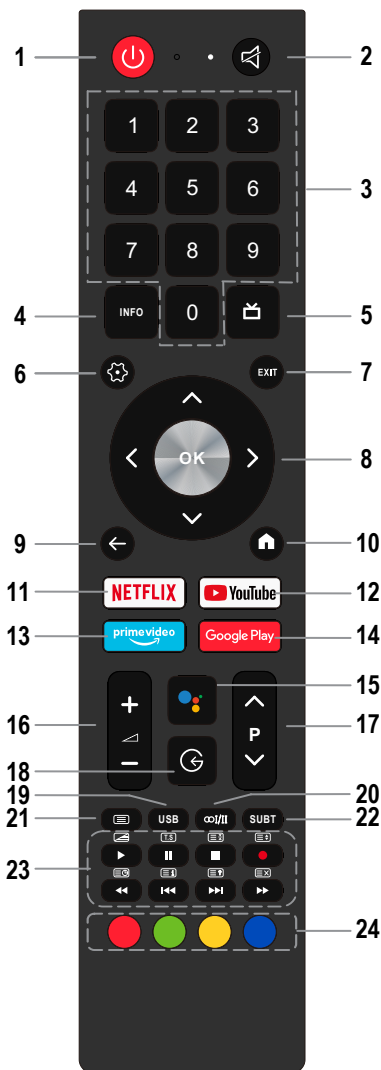 1 2
1 2 3
4 5 6 3
7 8 9
4 INFO 0 5
6 EXIT 7
OK 8
9 10
11 NETFLIX YouTube 12
13 prime video Google Play 14
15
16 + P 17
−
18
19 20
21 USB I/II SUBT 22
T.S
23
24